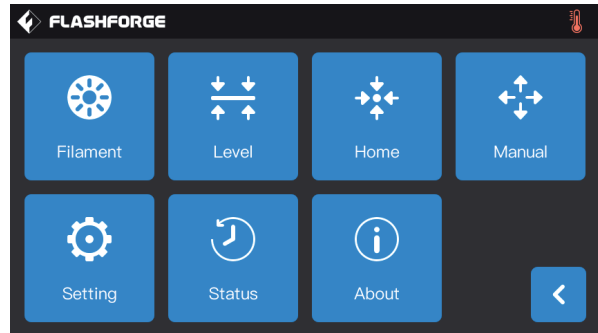 FLASHFORGE
Filament
Level
Home
Manual
Setting
Status
About